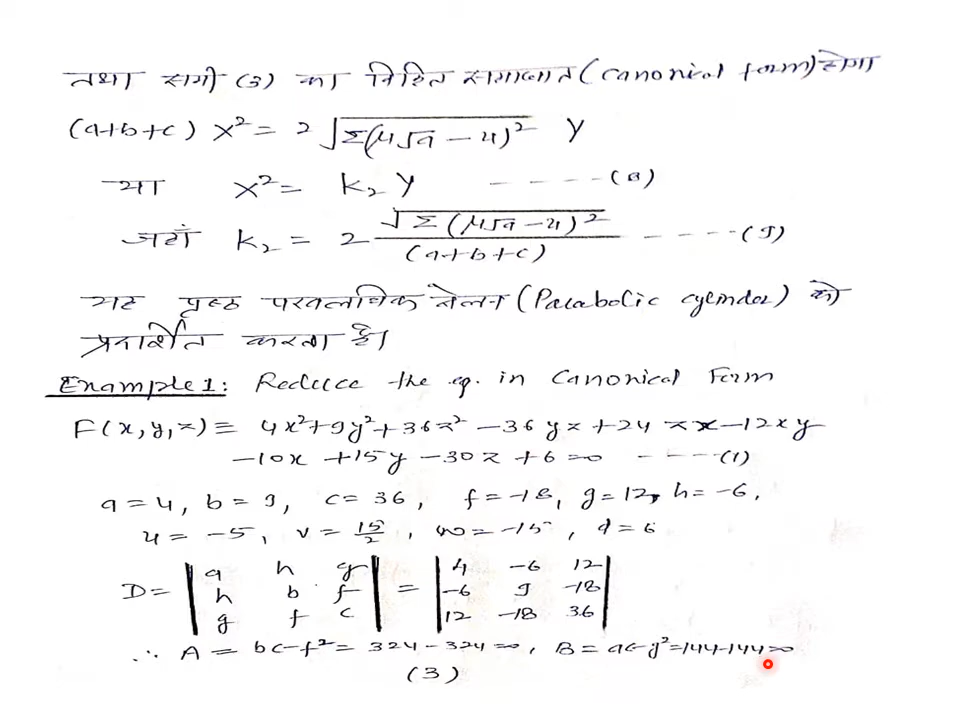 तथा समी (3) का विहित समानयन (Canonical form) होगा
(a+b+c) X² = 2 √Σ(μ√a − u)² Y
या X² = K₂ Y - - - - - (8)
जहाँ K₂ = 2 √Σ(μ√a − u)² / (a+b+c) - - - - - (9)
यह पृष्ठ परवलयिक बेलन (Parabolic cylinder) को
प्रदर्शित करता है।
Example 1: Reduce the eq. in Canonical Form
F(x, y, z) ≡ 4x² + 9y² + 36z² − 36yz + 24zx − 12xy
−10x + 15y − 30z + 6 = 0 - - - - - (1)
a = 4, b = 9, c = 36, f = −18, g = 12, h = −6,
u = −5, v = 15/2, w = −15, d = 6
D = | a h g | = | 4 −6 12 |
| h b f | | −6 9 −18 |
| g f c | | 12 −18 36 |
∴ A = bc − f² = 324 − 324 = 0, B = ac − g² = 144 − 144 = 0
(3)